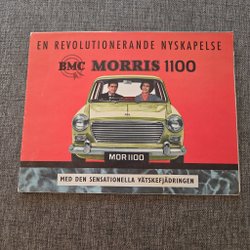 EN REVOLUTIONERANDE NYSKAPELSE
BMC MORRIS 1100
MOR 1100
MED DEN SENSATIONELLA VÄTSKEFJÄDRINGEN